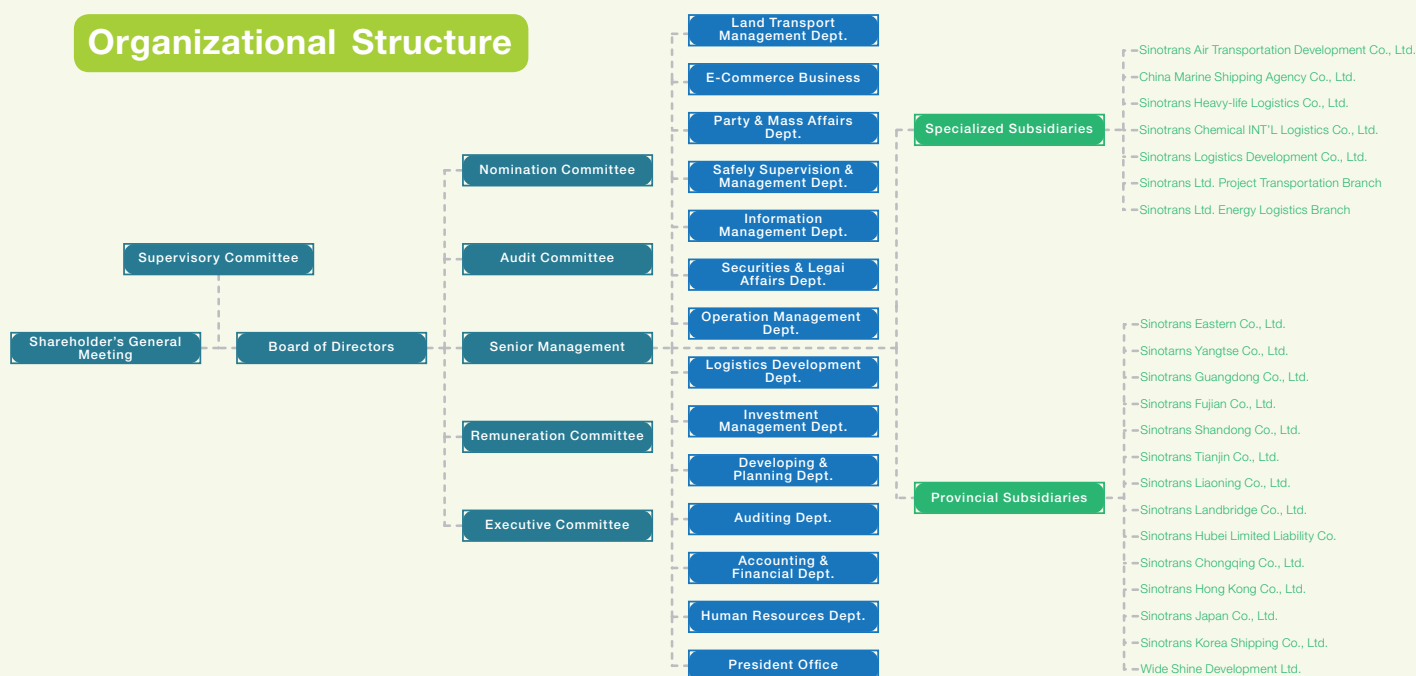 Organizational Structure
Supervisory Committee
Shareholder's General
Meeting
Board of Directors
Nomination Committee
Audit Committee
Senior Management
Remuneration Committee
Executive Committee
Land Transport
Management Dept.
E-Commerce Business
Party & Mass Affairs
Dept.
Safely Supervision &
Management Dept.
Information
Management Dept.
Securities & Legai
Affairs Dept.
Operation Management
Dept.
Logistics Development
Dept.
Investment
Management Dept.
Developing &
Planning Dept.
Auditing Dept.
Accounting &
Financial Dept.
Human Resources Dept.
President Office
Specialized Subsidiaries
Sinotrans Air Transportation Development Co., Ltd.
China Marine Shipping Agency Co., Ltd.
Sinotrans Heavy-life Logistics Co., Ltd.
Sinotrans Chemical INT'L Logistics Co., Ltd.
Sinotrans Logistics Development Co., Ltd.
Sinotrans Ltd. Project Transportation Branch
Sinotrans Ltd. Energy Logistics Branch
Provincial Subsidiaries
Sinotrans Eastern Co., Ltd.
Sinotarns Yangtse Co., Ltd.
Sinotrans Guangdong Co., Ltd.
Sinotrans Fujian Co., Ltd.
Sinotrans Shandong Co., Ltd.
Sinotrans Tianjin Co., Ltd.
Sinotrans Liaoning Co., Ltd.
Sinotrans Landbridge Co., Ltd.
Sinotrans Hubei Limited Liability Co.
Sinotrans Chongqing Co., Ltd.
Sinotrans Hong Kong Co., Ltd.
Sinotrans Japan Co., Ltd.
Sinotrans Korea Shipping Co., Ltd.
Wide Shine Development Ltd.